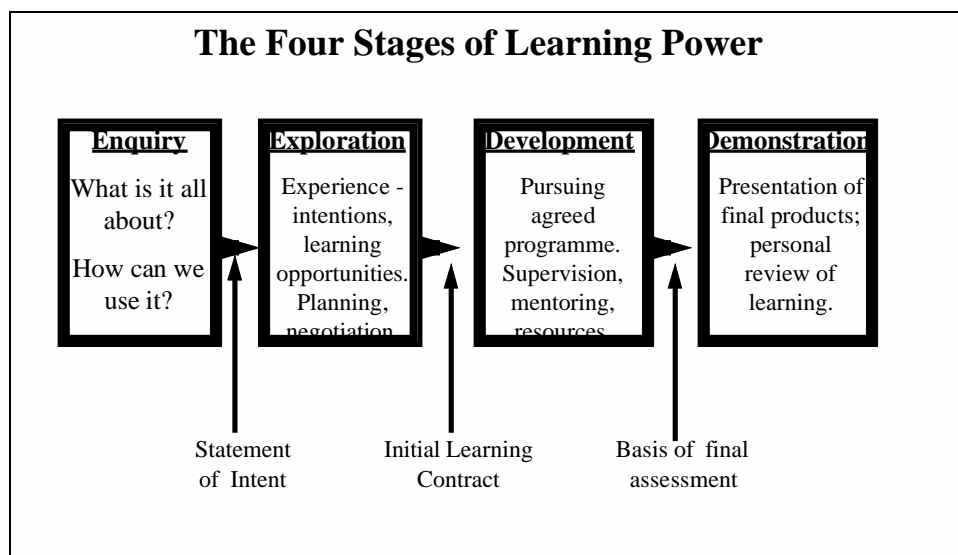 The Four Stages of Learning Power
Enquiry
What is it all
about?
How can we
use it?
Exploration
Experience -
intentions,
learning
opportunities.
Planning,
negotiation
Development
Pursuing
agreed
programme.
Supervision,
mentoring,
resources
Demonstration
Presentation of
final products;
personal
review of
learning.
Statement
of Intent
Initial Learning
Contract
Basis of final
assessment